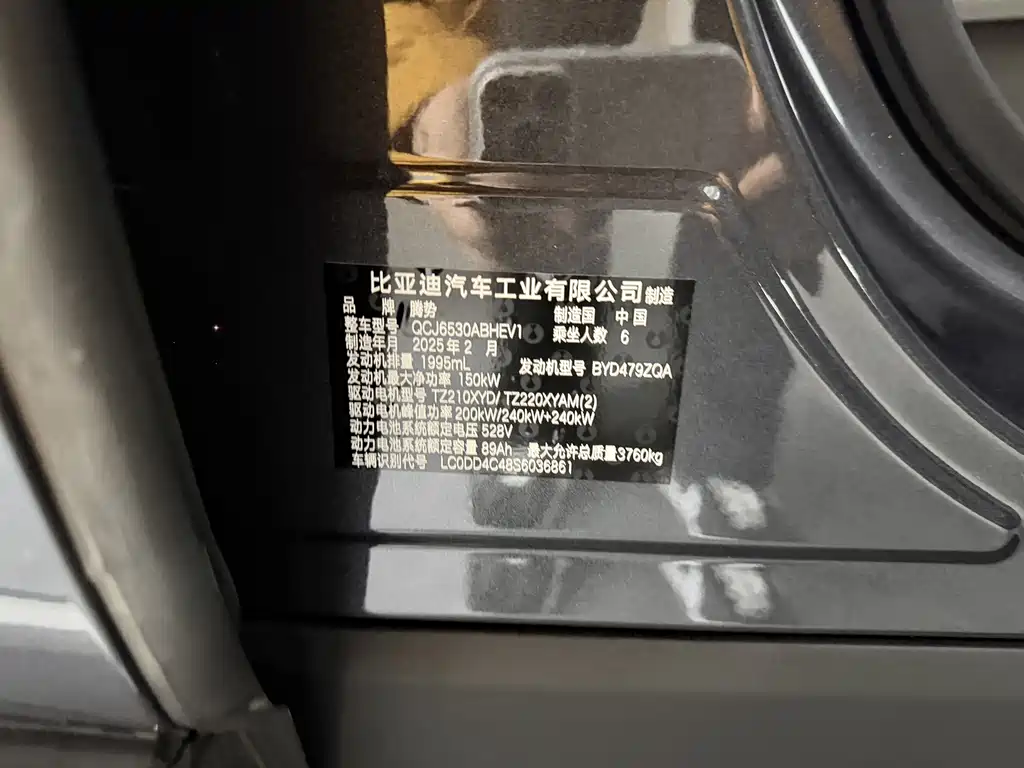 比亚迪汽车工业有限公司制造
品 牌 腾势 制造国 中国
整车型号 QCJ6530ABHEV1 乘坐人数 6
制造年月 2025年2月
发动机排量 1995mL 发动机型号 BYD479ZQA
发动机最大净功率 150kW
驱动电机型号 TZ210XYD/TZ220XYAM(2)
驱动电机峰值功率 200kW/240kW+240kW
动力电池系统额定电压 528V
动力电池系统额定容量 89Ah 最大允许总质量3760kg
车辆识别代号 LC0DD4C48S6036861